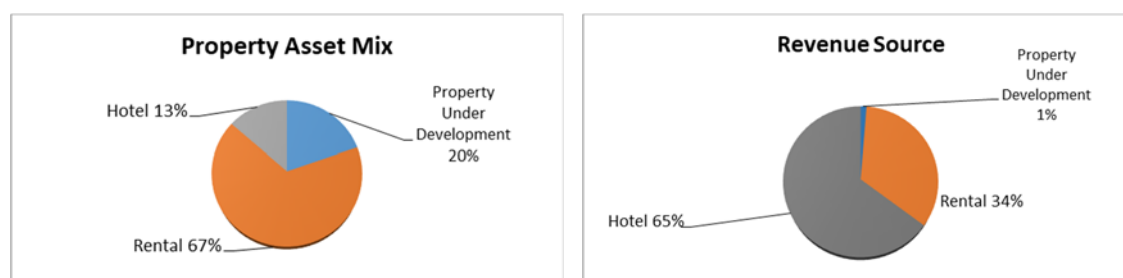 Property Asset Mix
Hotel 13%
Property
Under
Development
20%
Rental 67%
Revenue Source
Property
Under
Development
1%
Hotel 65%
Rental 34%